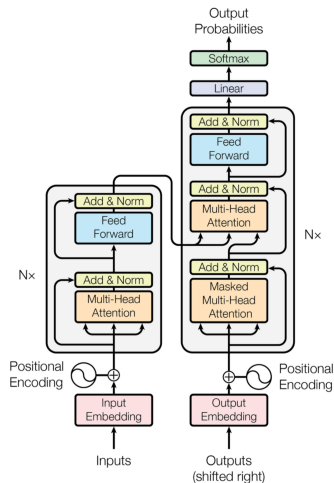 Output
Probabilities
Softmax
Linear
Add & Norm
Feed
Forward
Add & Norm
Multi-Head
Attention
Add & Norm
Masked
Multi-Head
Attention
N×
Add & Norm
Feed
Forward
Add & Norm
Multi-Head
Attention
N×
Positional
Encoding
Positional
Encoding
Input
Embedding
Output
Embedding
Inputs
Outputs
(shifted right)